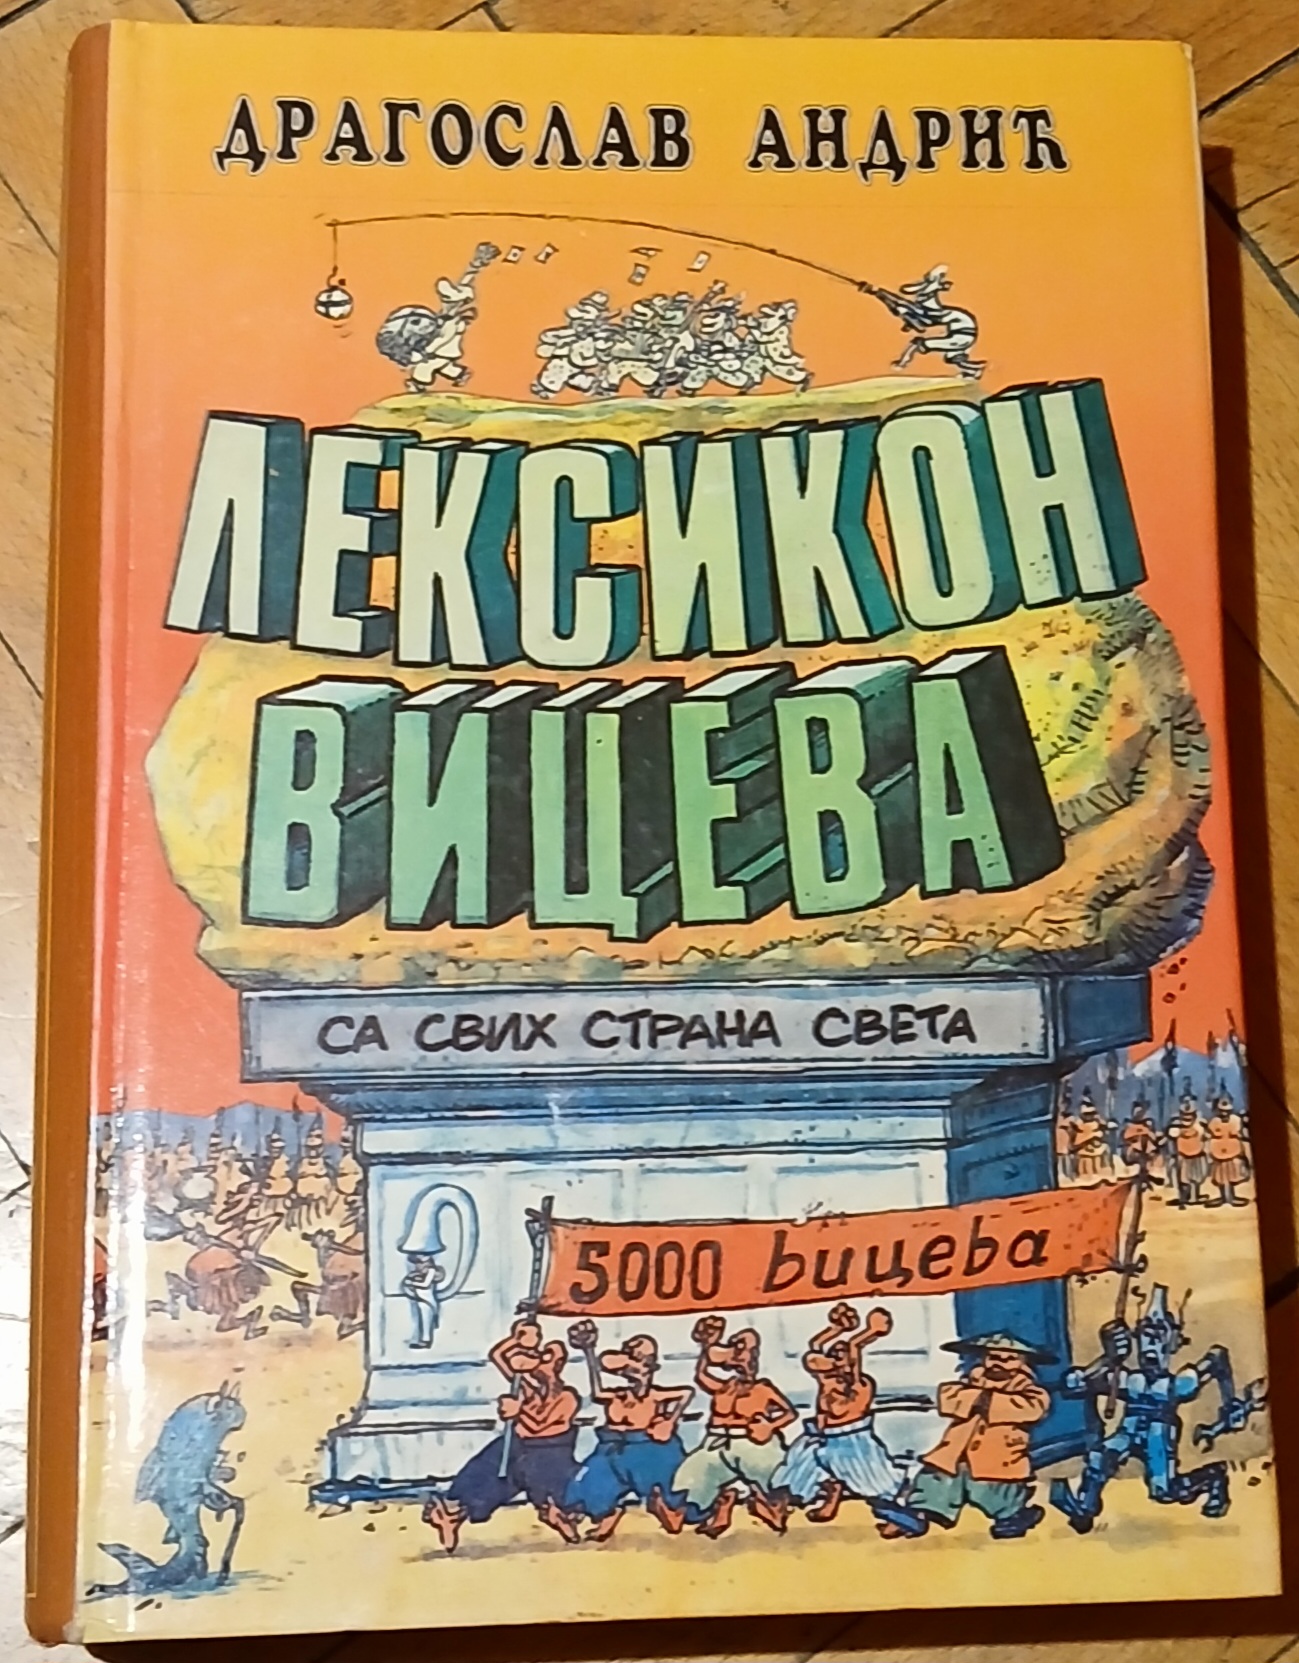 ДРАГОСЛАВ АНДРИЋ
ЛЕКСИКОН
ВИЦЕВА
СА СВИХ СТРАНА СВЕТА
5000 вицева